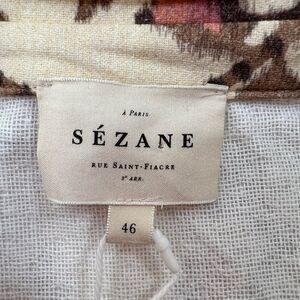 À PARIS
SÉZANE
RUE SAINT-FIACRE
2e ARR.
46